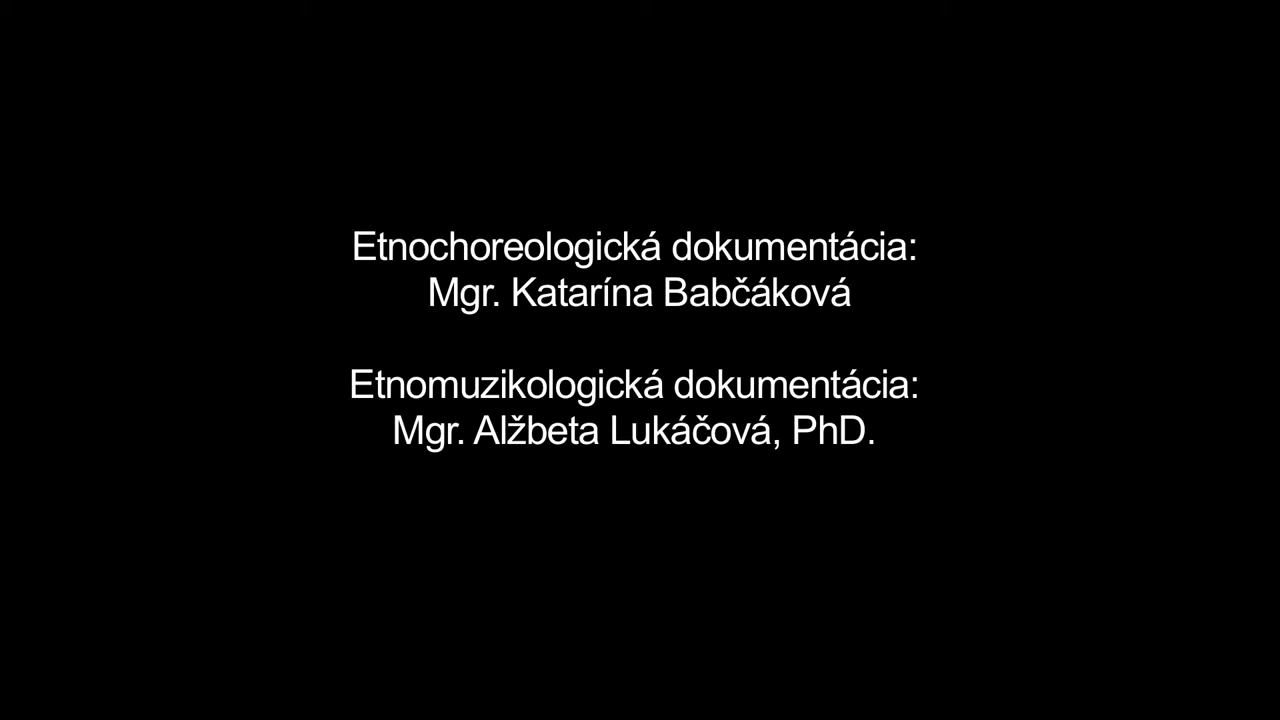 Etnochoreologická dokumentácia:
Mgr. Katarína Babčáková
Etnomuzikologická dokumentácia:
Mgr. Alžbeta Lukáčová, PhD.